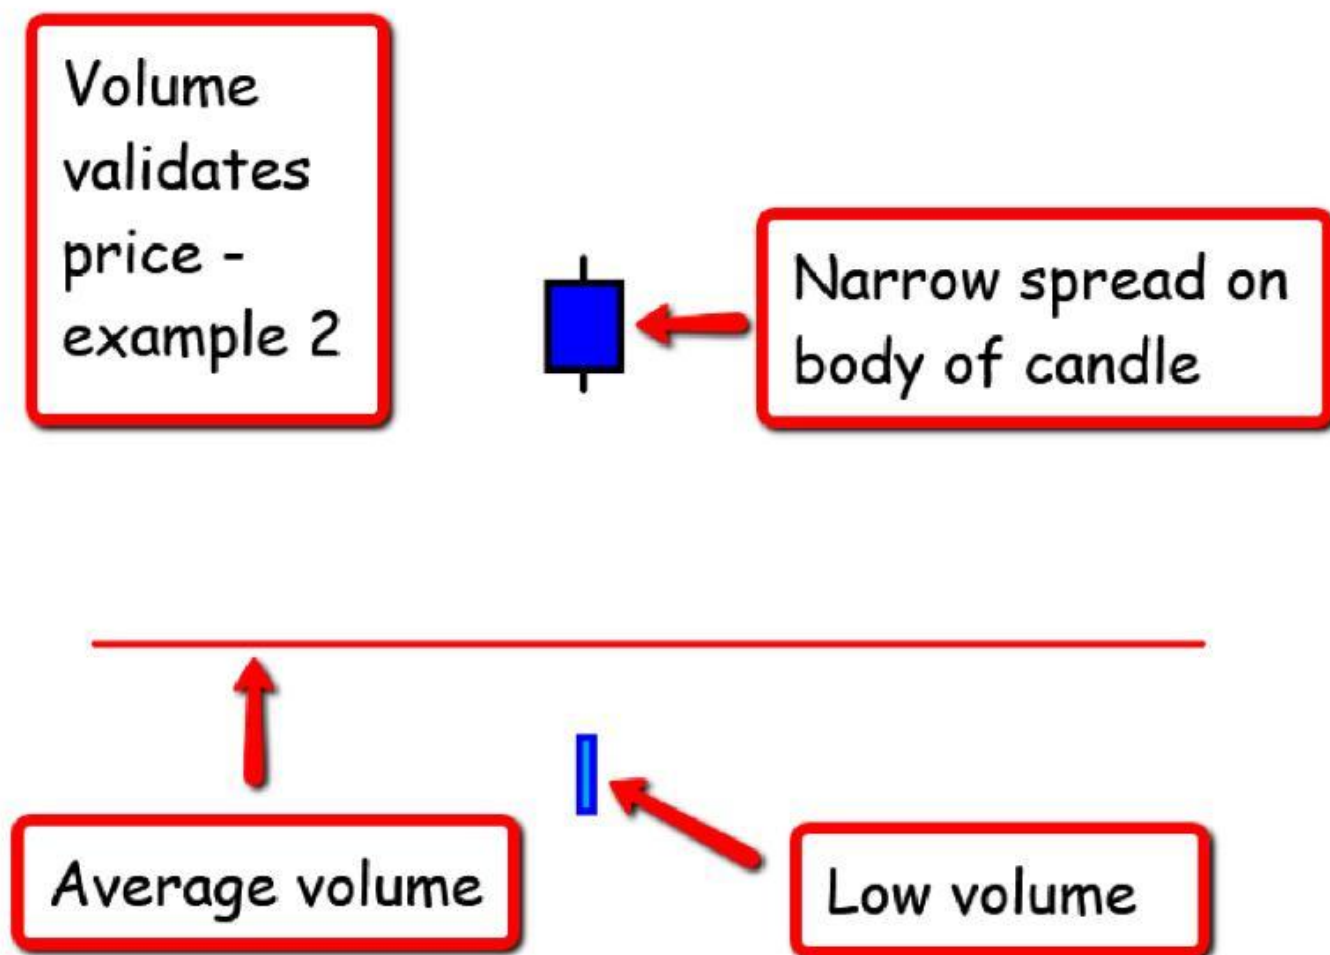 Volume
validates
price -
example 2
Narrow spread on
body of candle
Average volume
Low volume